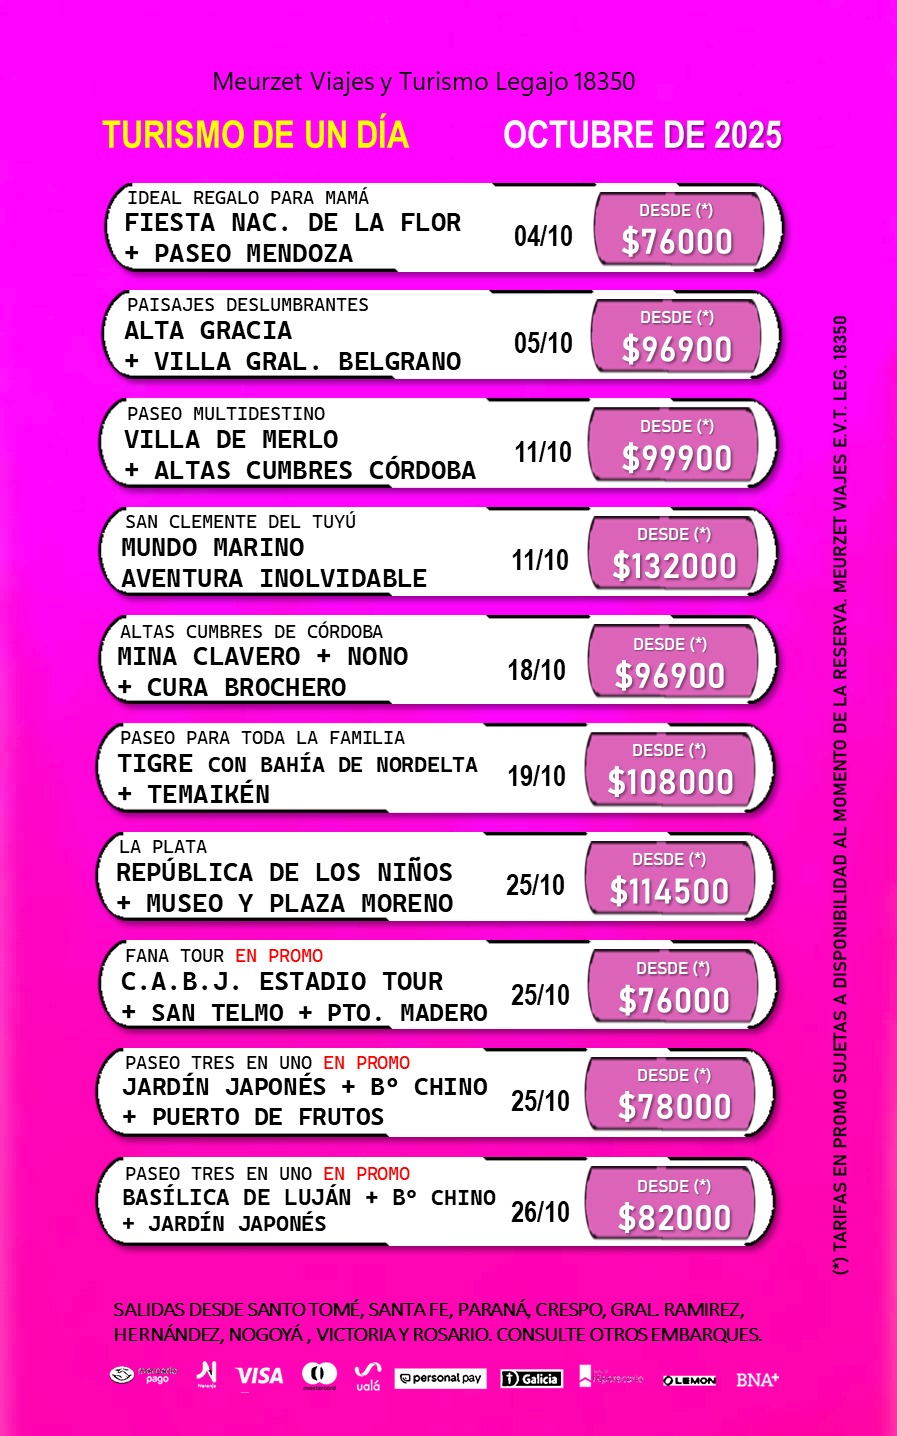 Meurzet Viajes y Turismo Legajo 18350
TURISMO DE UN DÍA OCTUBRE DE 2025
IDEAL REGALO PARA MAMÁ
FIESTA NAC. DE LA FLOR
+ PASEO MENDOZA
04/10
DESDE (*)
$76000
PAISAJES DESLUMBRANTES
ALTA GRACIA
+ VILLA GRAL. BELGRANO
05/10
DESDE (*)
$96900
PASEO MULTIDESTINO
VILLA DE MERLO
+ ALTAS CUMBRES CÓRDOBA
11/10
DESDE (*)
$99900
SAN CLEMENTE DEL TUYÚ
MUNDO MARINO
AVENTURA INOLVIDABLE
11/10
DESDE (*)
$132000
ALTAS CUMBRES DE CÓRDOBA
MINA CLAVERO + NONO
+ CURA BROCHERO
18/10
DESDE (*)
$96900
PASEO PARA TODA LA FAMILIA
TIGRE CON BAHÍA DE NORDELTA
+ TEMAIKÉN
19/10
DESDE (*)
$108000
LA PLATA
REPÚBLICA DE LOS NIÑOS
+ MUSEO Y PLAZA MORENO
25/10
DESDE (*)
$114500
FANA TOUR EN PROMO
C.A.B.J. ESTADIO TOUR
+ SAN TELMO + PTO. MADERO
25/10
DESDE (*)
$76000
PASEO TRES EN UNO EN PROMO
JARDÍN JAPONÉS + Bº CHINO
+ PUERTO DE FRUTOS
25/10
DESDE (*)
$78000
PASEO TRES EN UNO EN PROMO
BASÍLICA DE LUJÁN + Bº CHINO
+ JARDÍN JAPONÉS
26/10
DESDE (*)
$82000
(*) TARIFAS EN PROMO SUJETAS A DISPONIBILIDAD AL MOMENTO DE LA RESERVA. MEURZET VIAJES E.V.T. LEG. 18350
SALIDAS DESDE SANTO TOMÉ, SANTA FE, PARANÁ, CRESPO, GRAL. RAMIREZ,
HERNÁNDEZ, NOGOYÁ , VICTORIA Y ROSARIO. CONSULTE OTROS EMBARQUES.
mercado
pago
Naranja
VISA
mastercard
ualá
personal pay
Galicia
LEMON
BNA+